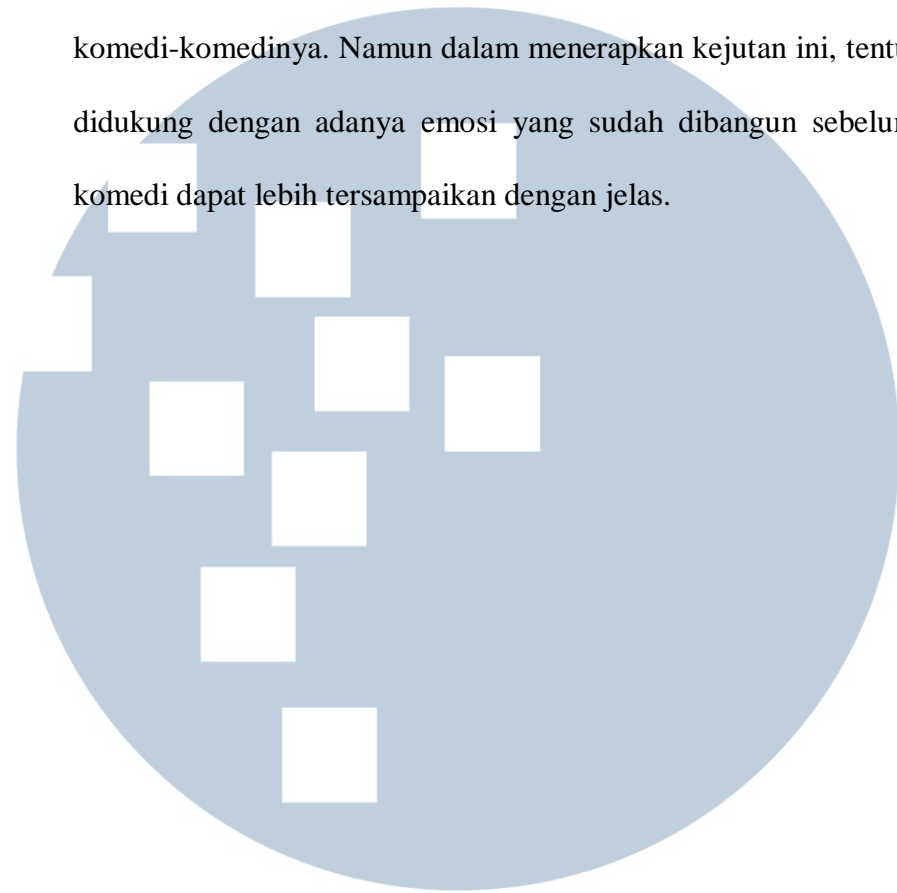 komedi-komedinya. Namun dalam menerapkan kejutan ini,
didukung dengan adanya emosi yang sudah dibangun
komedi dapat lebih tersampaikan dengan jelas.